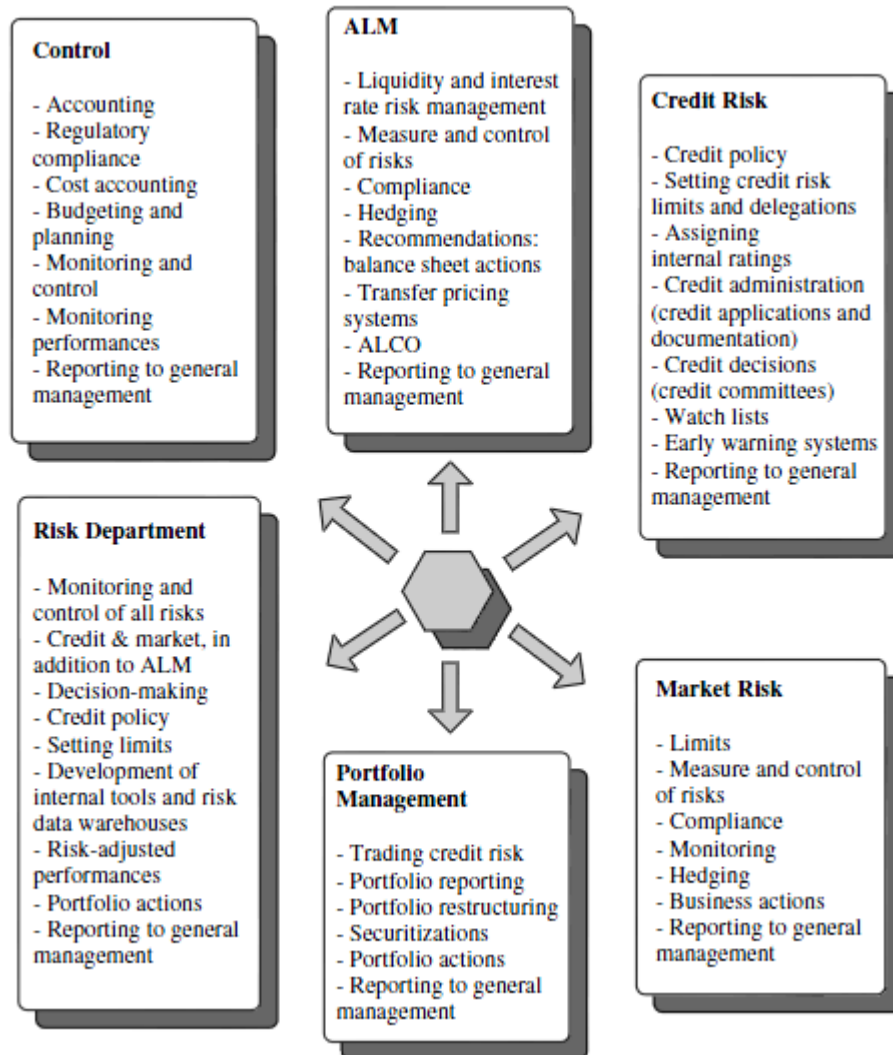 Control
- Accounting
- Regulatory
compliance
- Cost accounting
- Budgeting and
planning
- Monitoring and
control
- Monitoring
performances
- Reporting to general
management
ALM
- Liquidity and interest
rate risk management
- Measure and control
of risks
- Compliance
- Hedging
- Recommendations:
balance sheet actions
- Transfer pricing
systems
- ALCO
- Reporting to general
management
Credit Risk
- Credit policy
- Setting credit risk
limits and delegations
- Assigning
internal ratings
- Credit administration
(credit applications and
documentation)
- Credit decisions
(credit committees)
- Watch lists
- Early warning systems
- Reporting to general
management
Risk Department
- Monitoring and
control of all risks
- Credit & market, in
addition to ALM
- Decision-making
- Credit policy
- Setting limits
- Development of
internal tools and risk
data warehouses
- Risk-adjusted
performances
- Portfolio actions
- Reporting to general
management
Portfolio
Management
- Trading credit risk
- Portfolio reporting
- Portfolio restructuring
- Securitizations
- Portfolio actions
- Reporting to general
management
Market Risk
- Limits
- Measure and control
of risks
- Compliance
- Monitoring
- Hedging
- Business actions
- Reporting to general
management